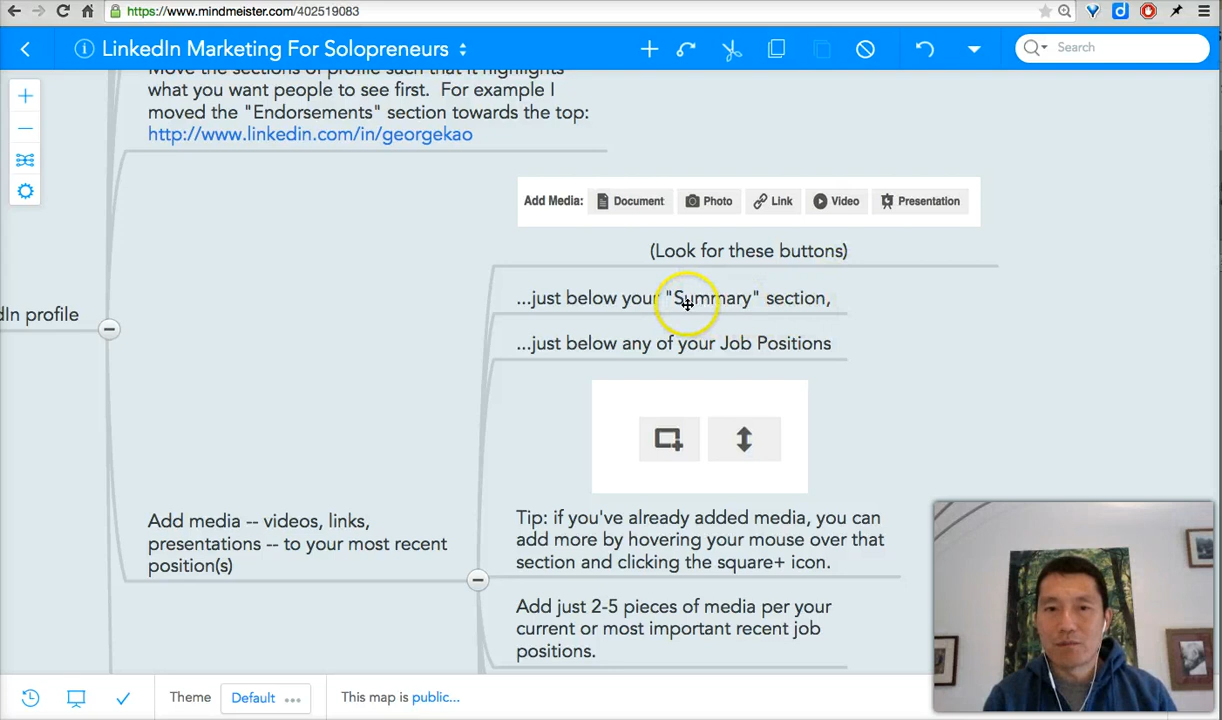 https://www.mindmeister.com/402519083
LinkedIn Marketing For Solopreneurs
Search
Move the sections of profile such that it highlights
what you want people to see first. For example I
moved the "Endorsements" section towards the top:
http://www.linkedin.com/in/georgekao
Add Media: Document Photo Link Video Presentation
(Look for these buttons)
...just below your "Summary" section,
dIn profile
...just below any of your Job Positions
Tip: if you've already added media, you can
add more by hovering your mouse over that
section and clicking the square+ icon.
Add media -- videos, links,
presentations -- to your most recent
position(s)
Add just 2-5 pieces of media per your
current or most important recent job
positions.
Theme Default ... This map is public...